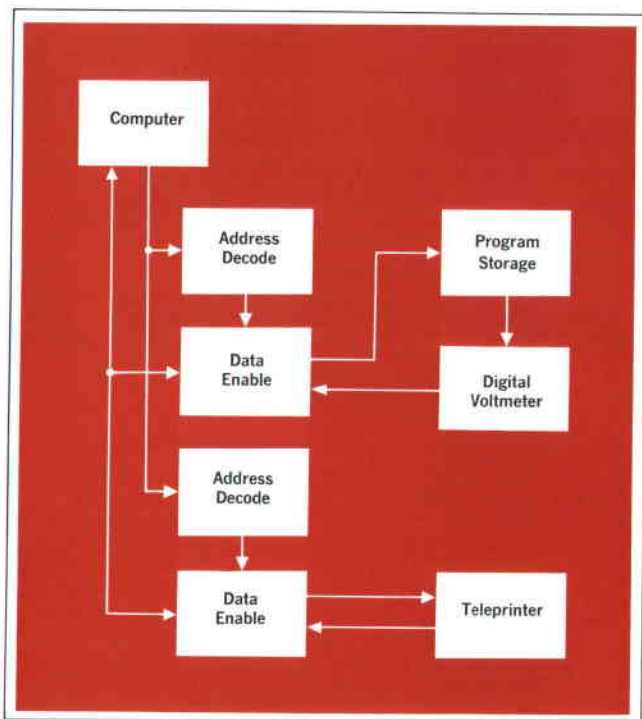 Computer
Address
Decode
Program
Storage
Data
Enable
Digital
Voltmeter
Address
Decode
Data
Enable
Teleprinter